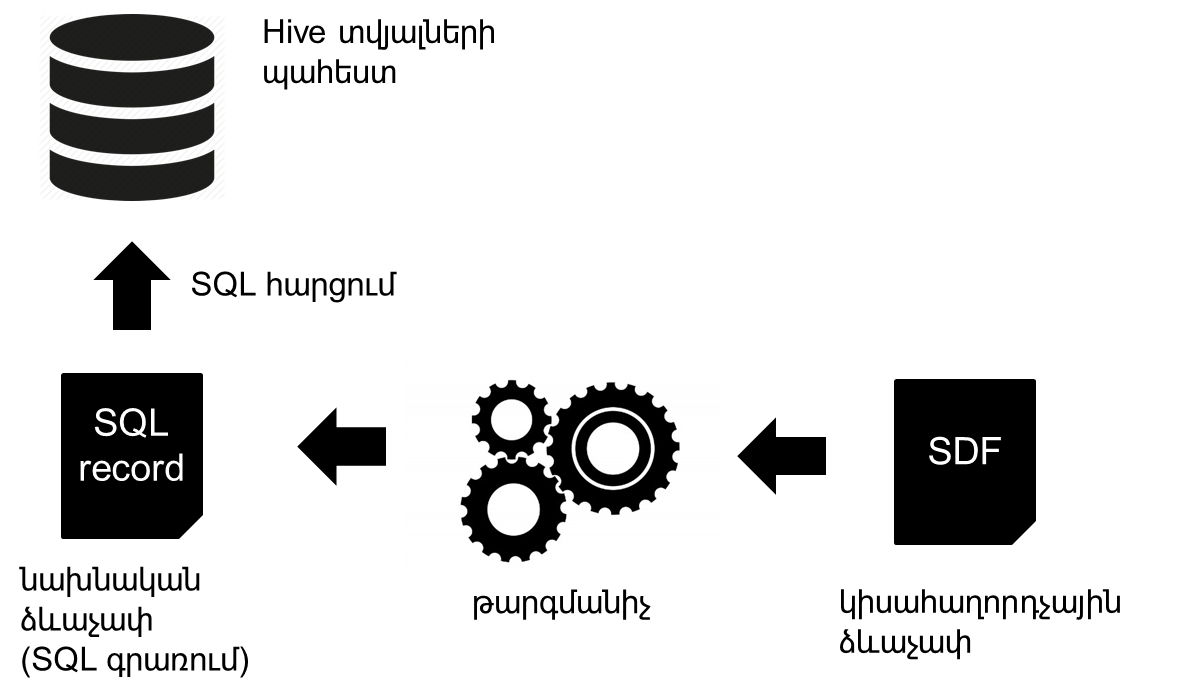 Hive տվյալների
պահեստ
SQL հարցում
SQL
record
SDF
նախնական
ձևաչափ
(SQL գրառում)
թարգմանիչ
կիսահաղորդչային
ձևաչափ